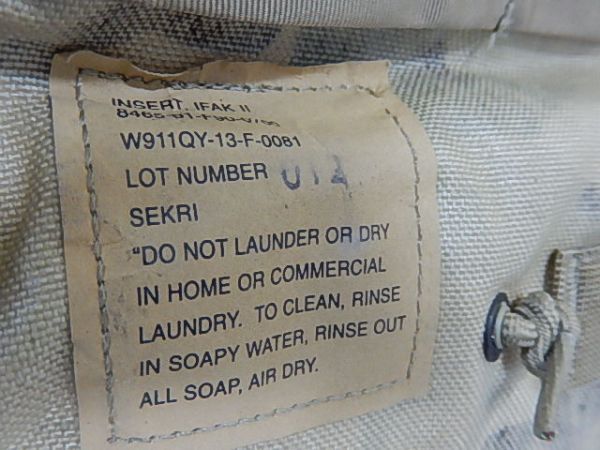 INSERT, IFAK II
W911QY-13-F-0081
LOT NUMBER 012
SEKRI
"DO NOT LAUNDER OR DRY
IN HOME OR COMMERCIAL
LAUNDRY. TO CLEAN, RINSE
IN SOAPY WATER, RINSE OUT
ALL SOAP, AIR DRY.